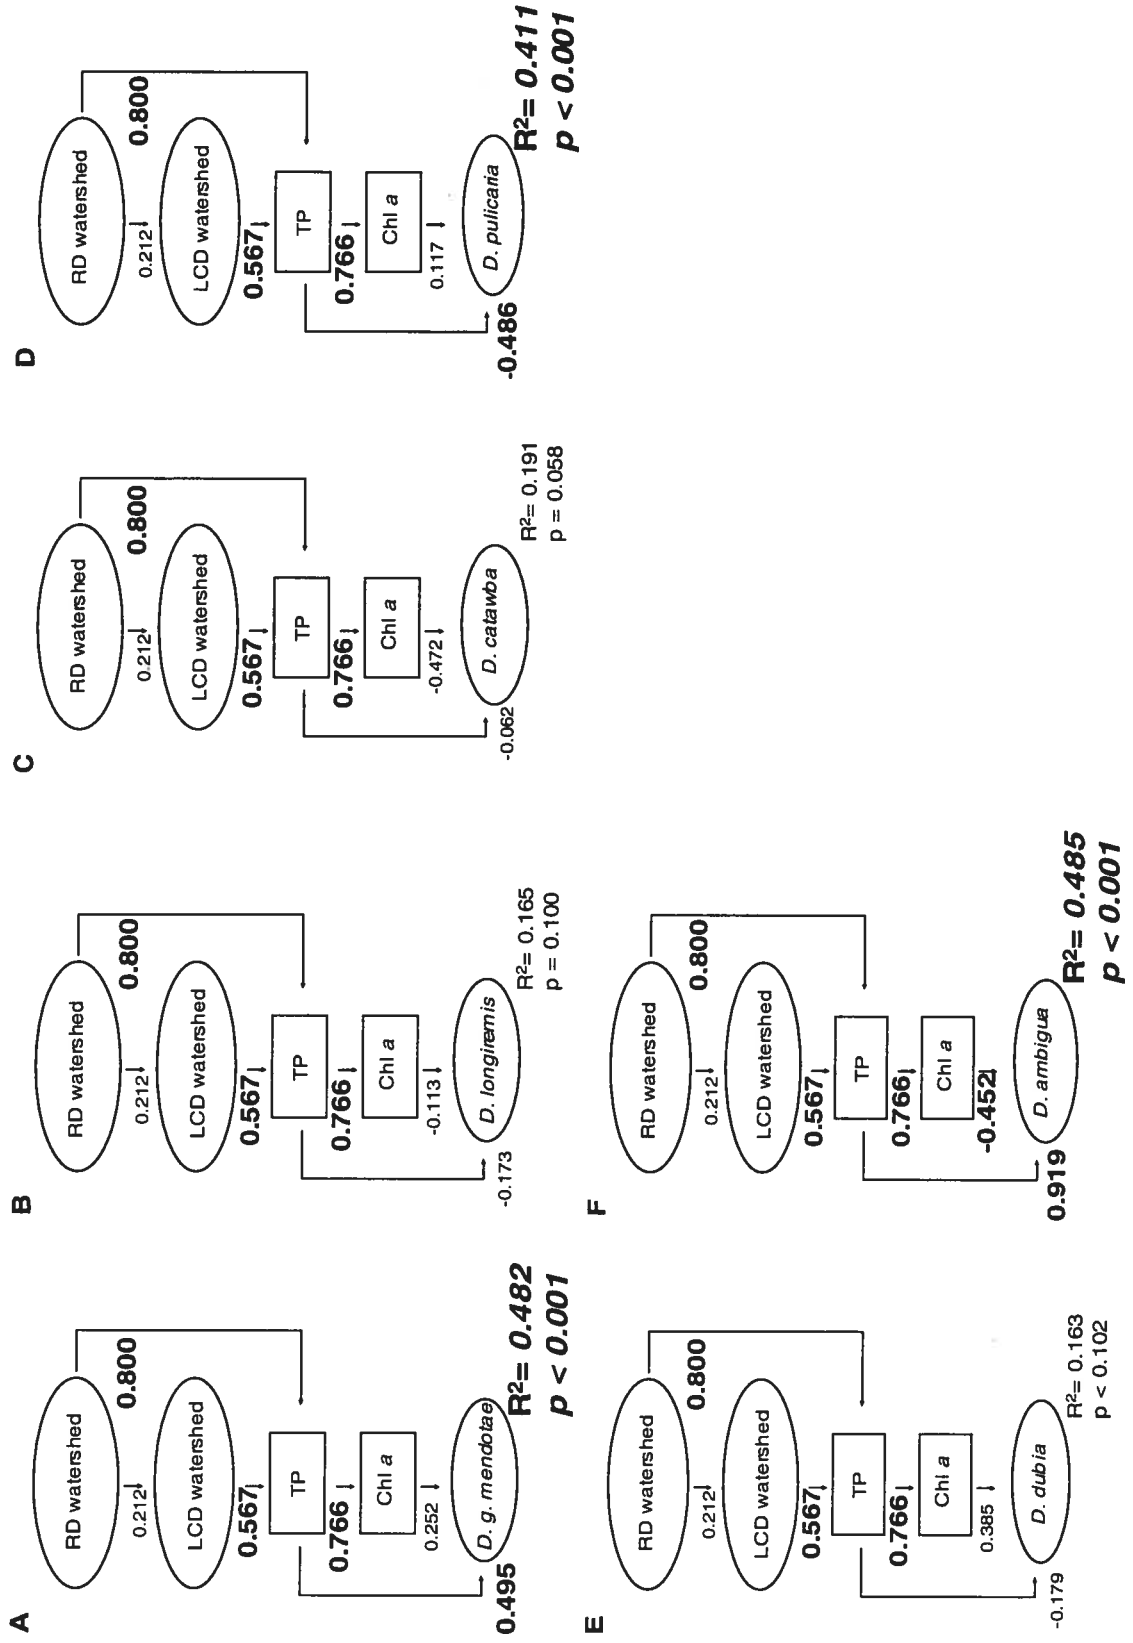 A
RD watershed
0.800
0.212
LCD watershed
0.567
TP
0.766
Chl a
0.252
D. g. mendotae
0.495
R²= 0.482
p < 0.001
B
RD watershed
0.800
0.212
LCD watershed
0.567
TP
0.766
Chl a
-0.113
D. longiremis
-0.173
R²= 0.165
p = 0.100
C
RD watershed
0.800
0.212
LCD watershed
0.567
TP
0.766
Chl a
-0.472
D. catawba
-0.062
R²= 0.191
p = 0.058
D
RD watershed
0.800
0.212
LCD watershed
0.567
TP
0.766
Chl a
0.117
D. pulicaria
-0.486
R²= 0.411
p < 0.001
E
RD watershed
0.800
0.212
LCD watershed
0.567
TP
0.766
Chl a
0.385
D. dubia
-0.179
R²= 0.163
p < 0.102
F
RD watershed
0.800
0.212
LCD watershed
0.567
TP
0.766
Chl a
-0.452
D. ambigua
0.919
R²= 0.485
p < 0.001